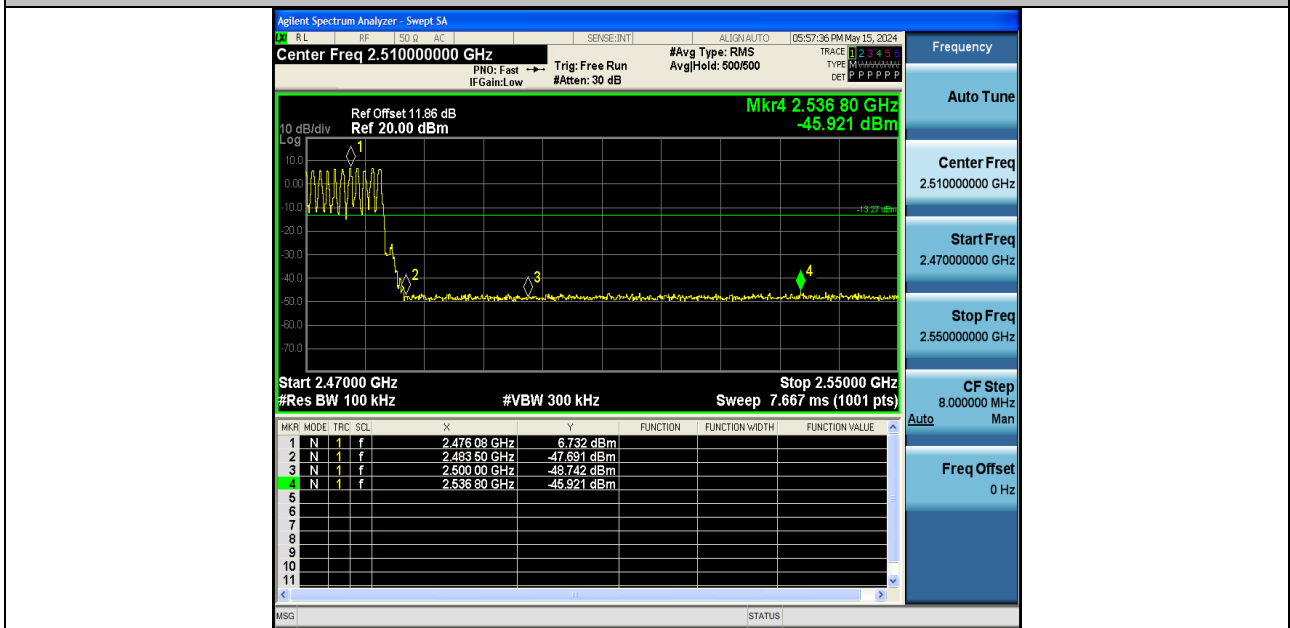 Agilent Spectrum Analyzer - Swept SA
RL RF 50 Ω AC SENSE:INT ALIGN AUTO 05:57:36 PM May 15, 2024
Center Freq 2.510000000 GHz
PNO: Fast
IFGain:Low
Trig: Free Run
#Atten: 30 dB
#Avg Type: RMS
Avg|Hold: 500/500
TRACE 1 2 3 4 5 6
TYPE M
DET P P P P P P
Frequency
Auto Tune
Center Freq
2.510000000 GHz
Start Freq
2.470000000 GHz
Stop Freq
2.550000000 GHz
CF Step
8.000000 MHz
Auto Man
Freq Offset
0 Hz
Mkr4 2.536 80 GHz
-45.921 dBm
Ref Offset 11.86 dB
10 dB/div Ref 20.00 dBm
Log
10.0
0.00
-10.0
-20.0
-30.0
-40.0
-50.0
-60.0
-70.0
1
2
3
4
-13.27 dBm
Start 2.47000 GHz Stop 2.55000 GHz
#Res BW 100 kHz #VBW 300 kHz Sweep 7.667 ms (1001 pts)
MKR MODE TRC SCL X Y FUNCTION FUNCTION WIDTH FUNCTION VALUE
1 N 1 f 2.476 08 GHz 6.732 dBm
2 N 1 f 2.483 50 GHz -47.691 dBm
3 N 1 f 2.500 00 GHz -48.742 dBm
4 N 1 f 2.536 80 GHz -45.921 dBm
5
6
7
8
9
10
11
MSG STATUS